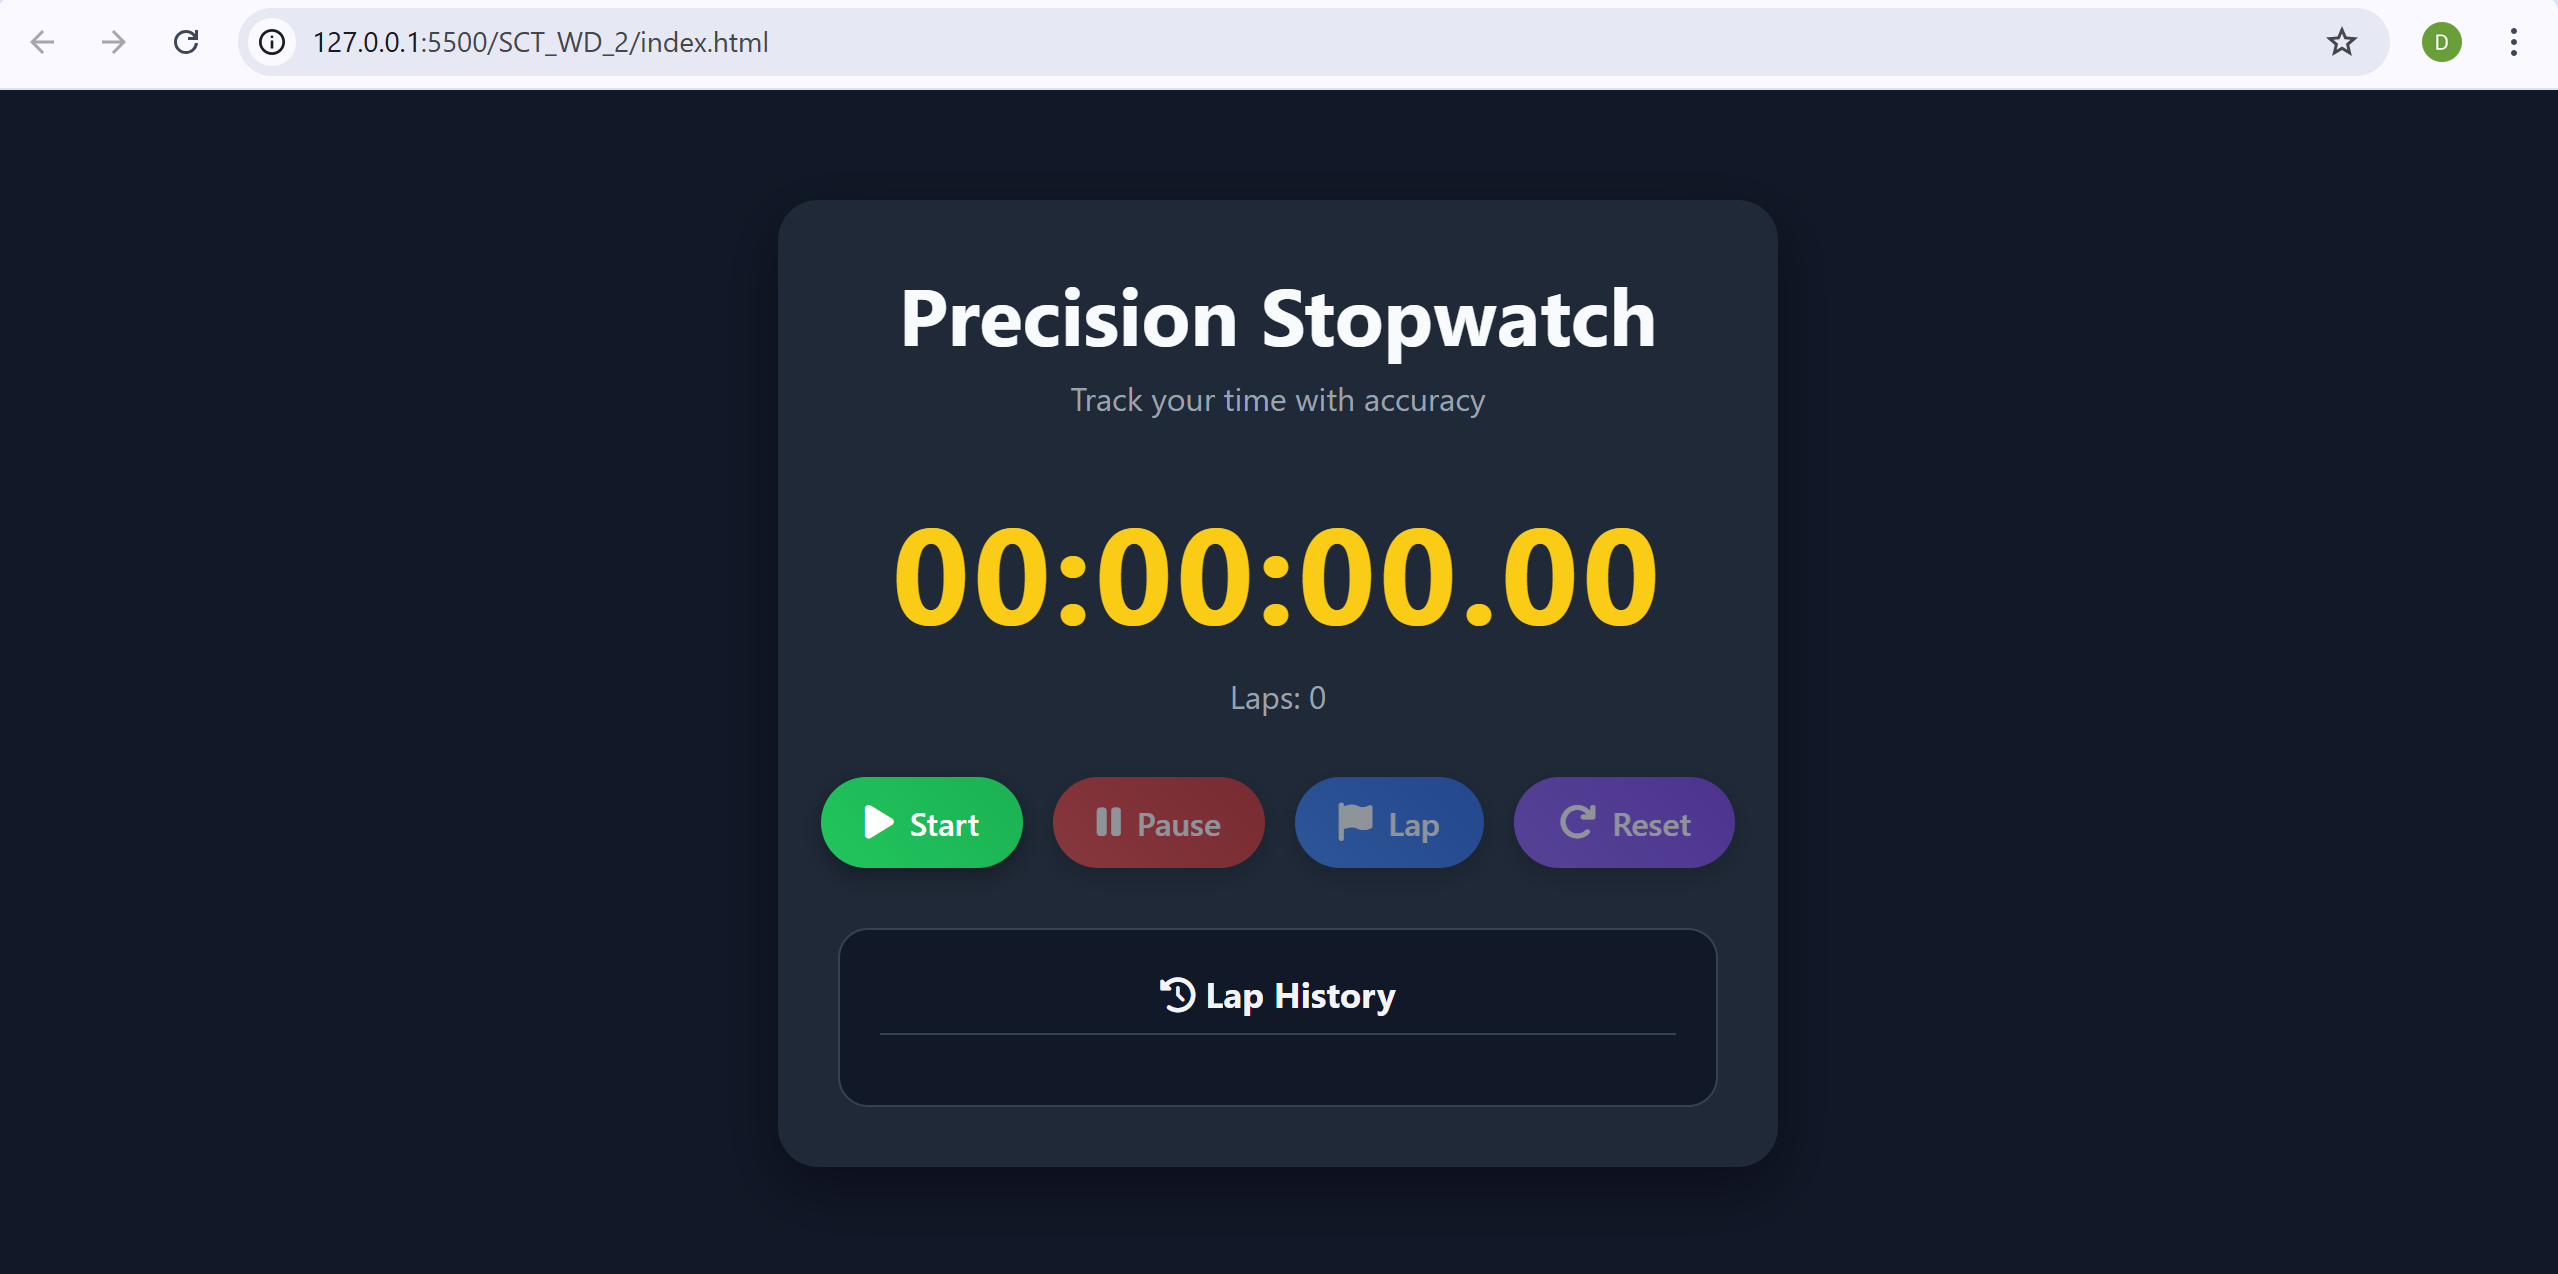 127.0.0.1:5500/SCT_WD_2/index.html
D
Precision Stopwatch
Track your time with accuracy
00:00:00.00
Laps: 0
Start Pause Lap Reset
Lap History